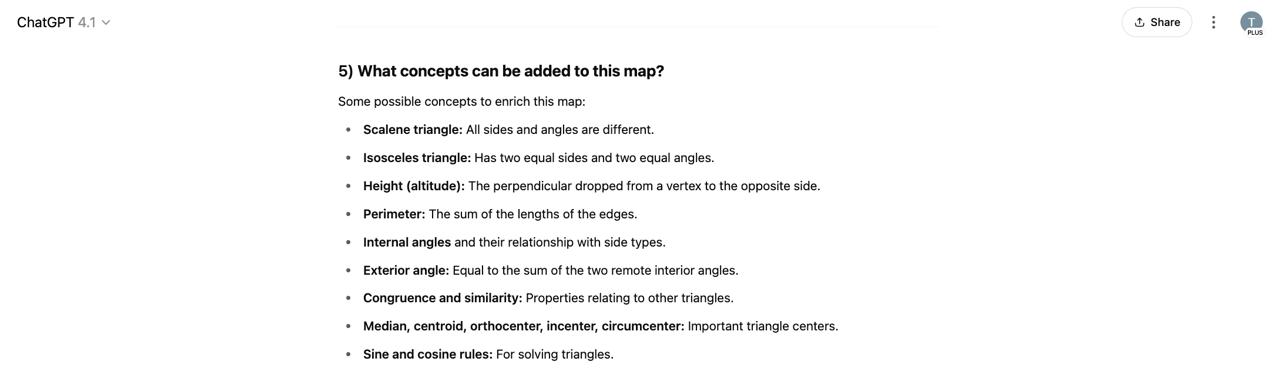 ChatGPT 4.1
Share
T
PLUS
5) What concepts can be added to this map?
Some possible concepts to enrich this map:
• Scalene triangle: All sides and angles are different.
• Isosceles triangle: Has two equal sides and two equal angles.
• Height (altitude): The perpendicular dropped from a vertex to the opposite side.
• Perimeter: The sum of the lengths of the edges.
• Internal angles and their relationship with side types.
• Exterior angle: Equal to the sum of the two remote interior angles.
• Congruence and similarity: Properties relating to other triangles.
• Median, centroid, orthocenter, incenter, circumcenter: Important triangle centers.
• Sine and cosine rules: For solving triangles.